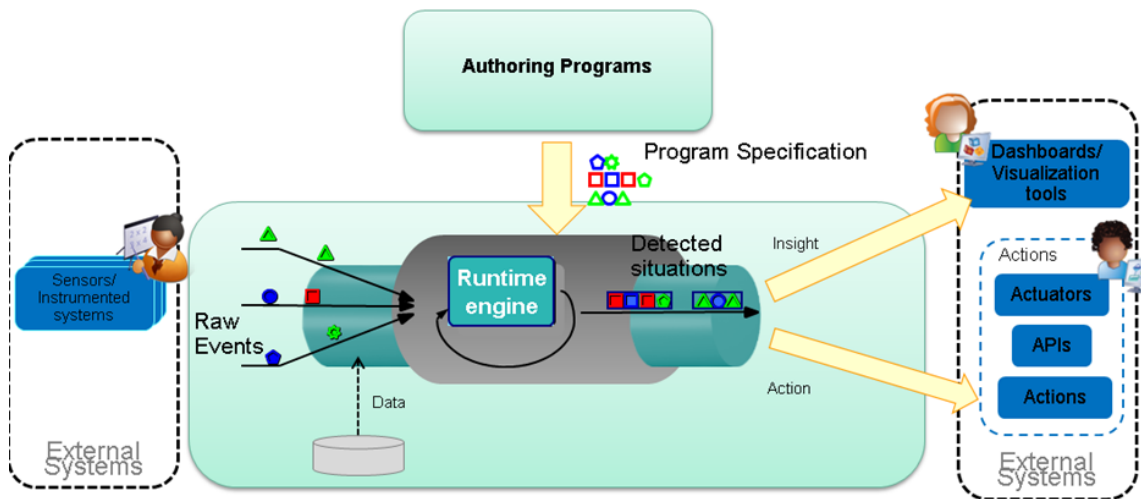 Authoring Programs
Program Specification
Sensors/
Instrumented
systems
External
Systems
Raw
Events
Runtime
engine
Data
Detected
situations
Insight
Action
Dashboards/
Visualization
tools
Actions
Actuators
APIs
Actions
External
Systems